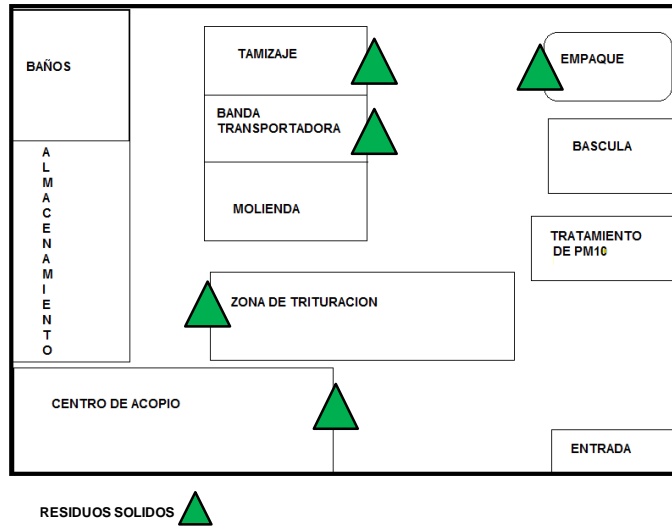 BAÑOS
TAMIZAJE
EMPAQUE
BANDA
TRANSPORTADORA
BASCULA
ALMACENAMIENTO
MOLIENDA
TRATAMIENTO
DE PM10
ZONA DE TRITURACION
CENTRO DE ACOPIO
ENTRADA
RESIDUOS SOLIDOS